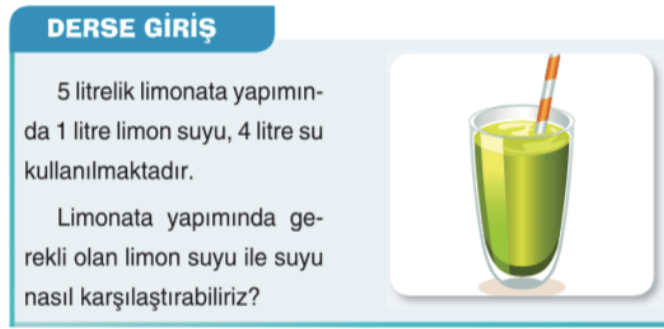 DERSE GİRİŞ
5 litrelik limonata yapımın-
da 1 litre limon suyu, 4 litre su
kullanılmaktadır.
Limonata yapımında ge-
rekli olan limon suyu ile suyu
nasıl karşılaştırabiliriz?